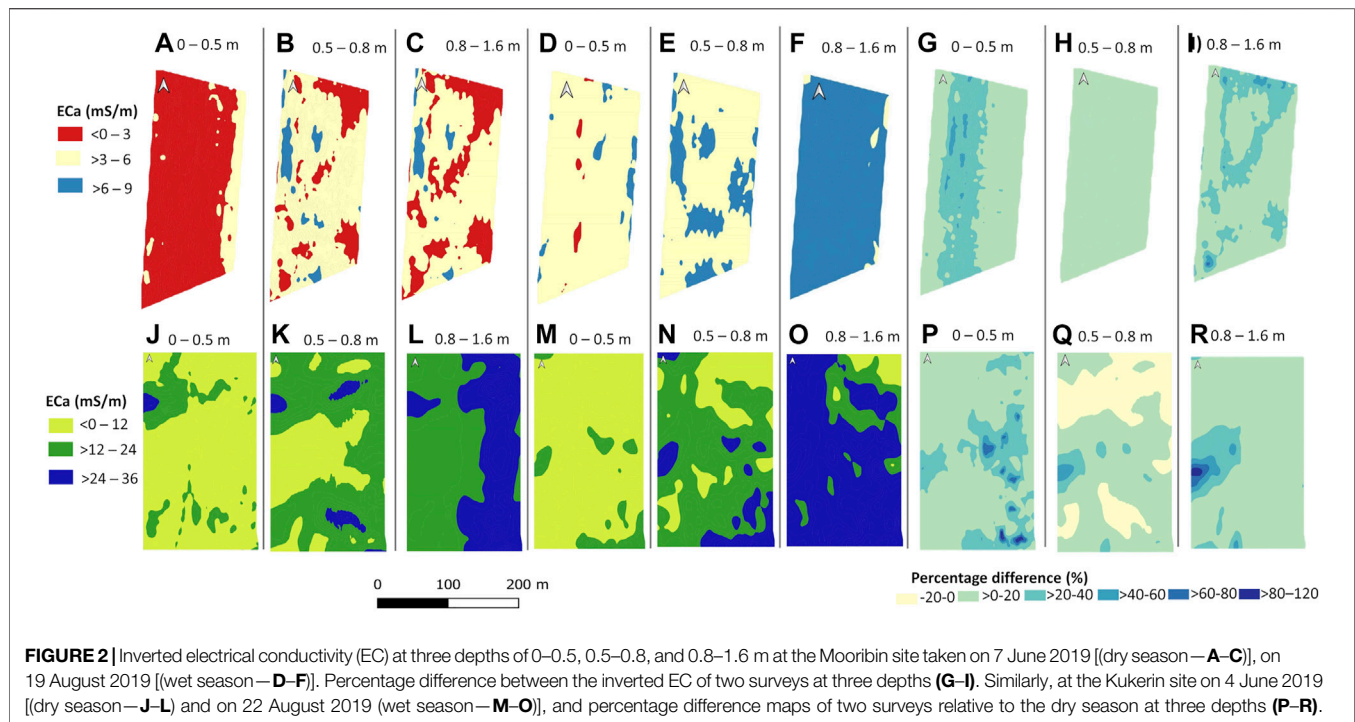 A 0 – 0.5 m B 0.5 – 0.8 m C 0.8 – 1.6 m D 0 – 0.5 m E 0.5 – 0.8 m F 0.8 – 1.6 m G 0 – 0.5 m H 0.5 – 0.8 m I) 0.8 – 1.6 m
ECa (mS/m)
<0 – 3
>3 – 6
>6 – 9
J 0 – 0.5 m K 0.5 – 0.8 m L 0.8 – 1.6 m M 0 – 0.5 m N 0.5 – 0.8 m O 0.8 – 1.6 m P 0 – 0.5 m Q 0.5 – 0.8 m R 0.8 – 1.6 m
ECa (mS/m)
<0 – 12
>12 – 24
>24 – 36
0 100 200 m
Percentage difference (%)
-20-0 >0-20 >20-40 >40-60 >60-80 >80–120
FIGURE 2 | Inverted electrical conductivity (EC) at three depths of 0–0.5, 0.5–0.8, and 0.8–1.6 m at the Mooribin site taken on 7 June 2019 [(dry season—A–C)], on
19 August 2019 [(wet season—D–F)]. Percentage difference between the inverted EC of two surveys at three depths (G–I). Similarly, at the Kukerin site on 4 June 2019
[(dry season—J–L) and on 22 August 2019 (wet season—M–O)], and percentage difference maps of two surveys relative to the dry season at three depths (P–R).